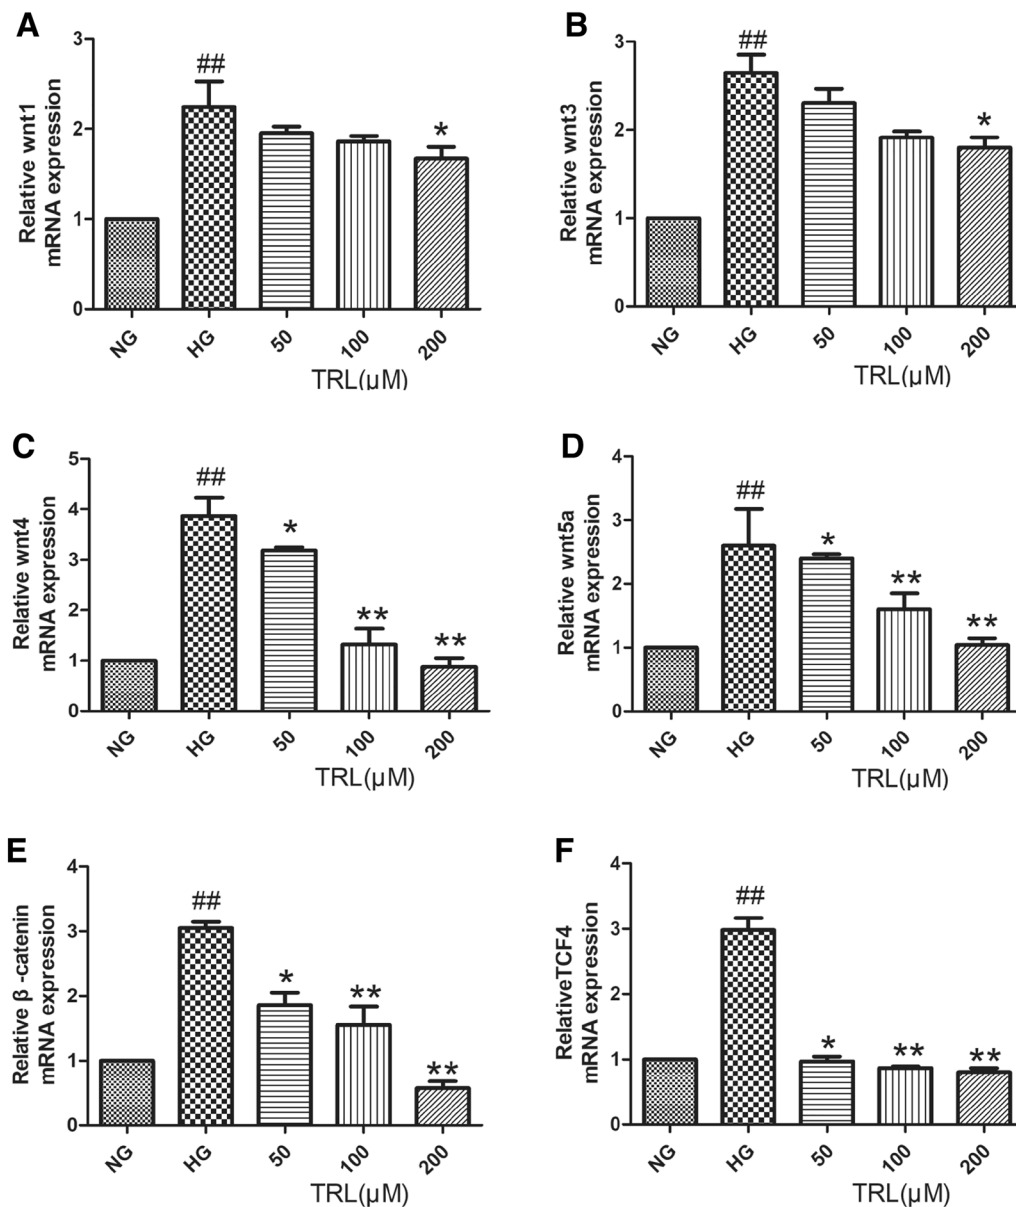 A
Relative wnt1
mRNA expression
3
2
1
0
##
*
NG
HG
50
100
200
TRL(µM)
B
Relative wnt3
mRNA expression
3
2
1
0
##
*
NG
HG
50
100
200
TRL(µM)
C
Relative wnt4
mRNA expression
5
4
3
2
1
0
##
*
**
**
NG
HG
50
100
200
TRL(µM)
D
Relative wnt5a
mRNA expression
4
3
2
1
0
##
*
**
**
NG
HG
50
100
200
TRL(µM)
E
Relative β -catenin
mRNA expression
4
3
2
1
0
##
*
**
**
NG
HG
50
100
200
TRL(µM)
F
RelativeTCF4
mRNA expression
4
3
2
1
0
##
*
**
**
NG
HG
50
100
200
TRL(µM)